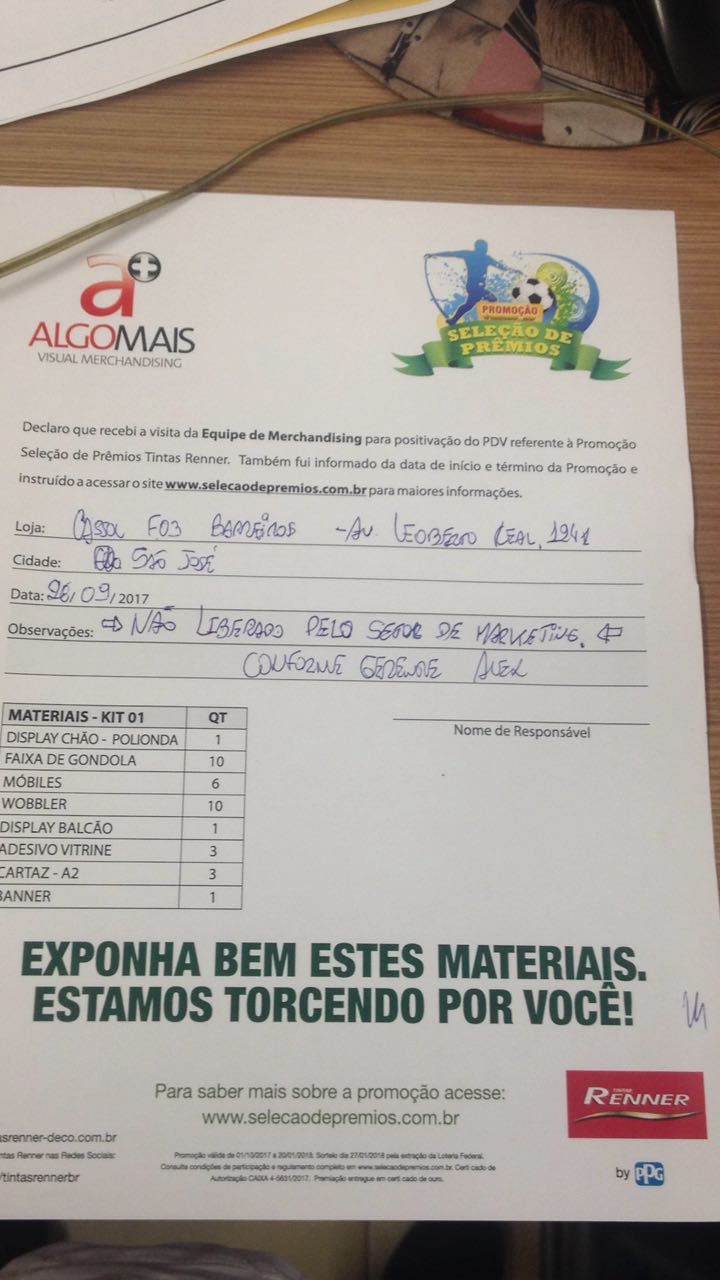 a+
ALGOMAIS
VISUAL MERCHANDISING
PROMOÇÃO
SELEÇÃO DE
PRÊMIOS
Declaro que recebi a visita da Equipe de Merchandising para positivação do PDV referente à Promoção
Seleção de Prêmios Tintas Renner. Também fui informado da data de início e término da Promoção e
instruído a acessar o site www.selecaodepremios.com.br para maiores informações.
Loja: CASSOL F03 BARREIROS - AV. LEOBERTO LEAL, 1241
Cidade: SÃO JOSÉ
Data: 26/09/2017
Observações: ⇨ NÃO LIBERADO PELO SETOR DE MARKETING. ⇦
CONFORME GERENTE ALEX
MATERIAIS - KIT 01 QT
DISPLAY CHÃO - POLIONDA 1
FAIXA DE GONDOLA 10
MÓBILES 6
WOBBLER 10
DISPLAY BALCÃO 1
ADESIVO VITRINE 3
CARTAZ - A2 3
BANNER 1
Nome de Responsável
EXPONHA BEM ESTES MATERIAIS.
ESTAMOS TORCENDO POR VOCÊ!
Para saber mais sobre a promoção acesse:
www.selecaodepremios.com.br
asrenner-deco.com.br
ntas Renner nas Redes Sociais:
/tintasrennerbr
Promoção válida de 01/10/2017 a 20/01/2018. Sorteio dia 27/01/2018 pela extração da Loteria Federal.
Consulte condições de participação e regulamento completo em www.selecaodepremios.com.br. Certi cado de
Autorização CAIXA 4-5631/2017. Premiação entregue em certi cado de ouro.
TINTAS
RENNER
by PPG